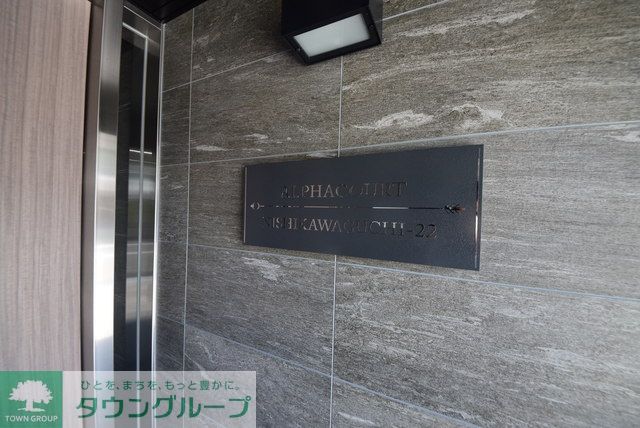 ALPHACOURT
NISHIKAWAGUCHI-22
ひとを、まちを、もっと豊かに。
タウングループ
TOWN GROUP